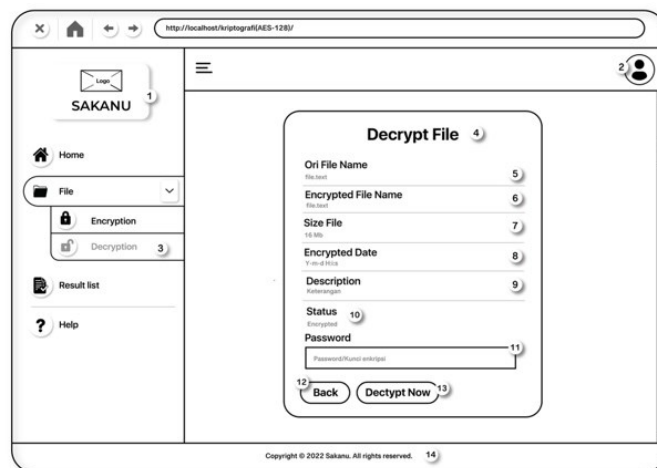 http://localhost/kriptografi(AES-128)/
Logo
SAKANU
1
2
Home
File
Encryption
Decryption 3
Result list
Help
Decrypt File 4
Ori File Name
file.text
5
Encrypted File Name
file.text
6
Size File
10 Mb
7
Encrypted Date
Y-m-d H:i:s
8
Description
Keterangan
9
Status
Encrypted
10
Password
Password/Kunci enkripsi
11
12 Back
Dectypt Now 13
Copyright © 2022 Sakanu. All rights reserved. 14